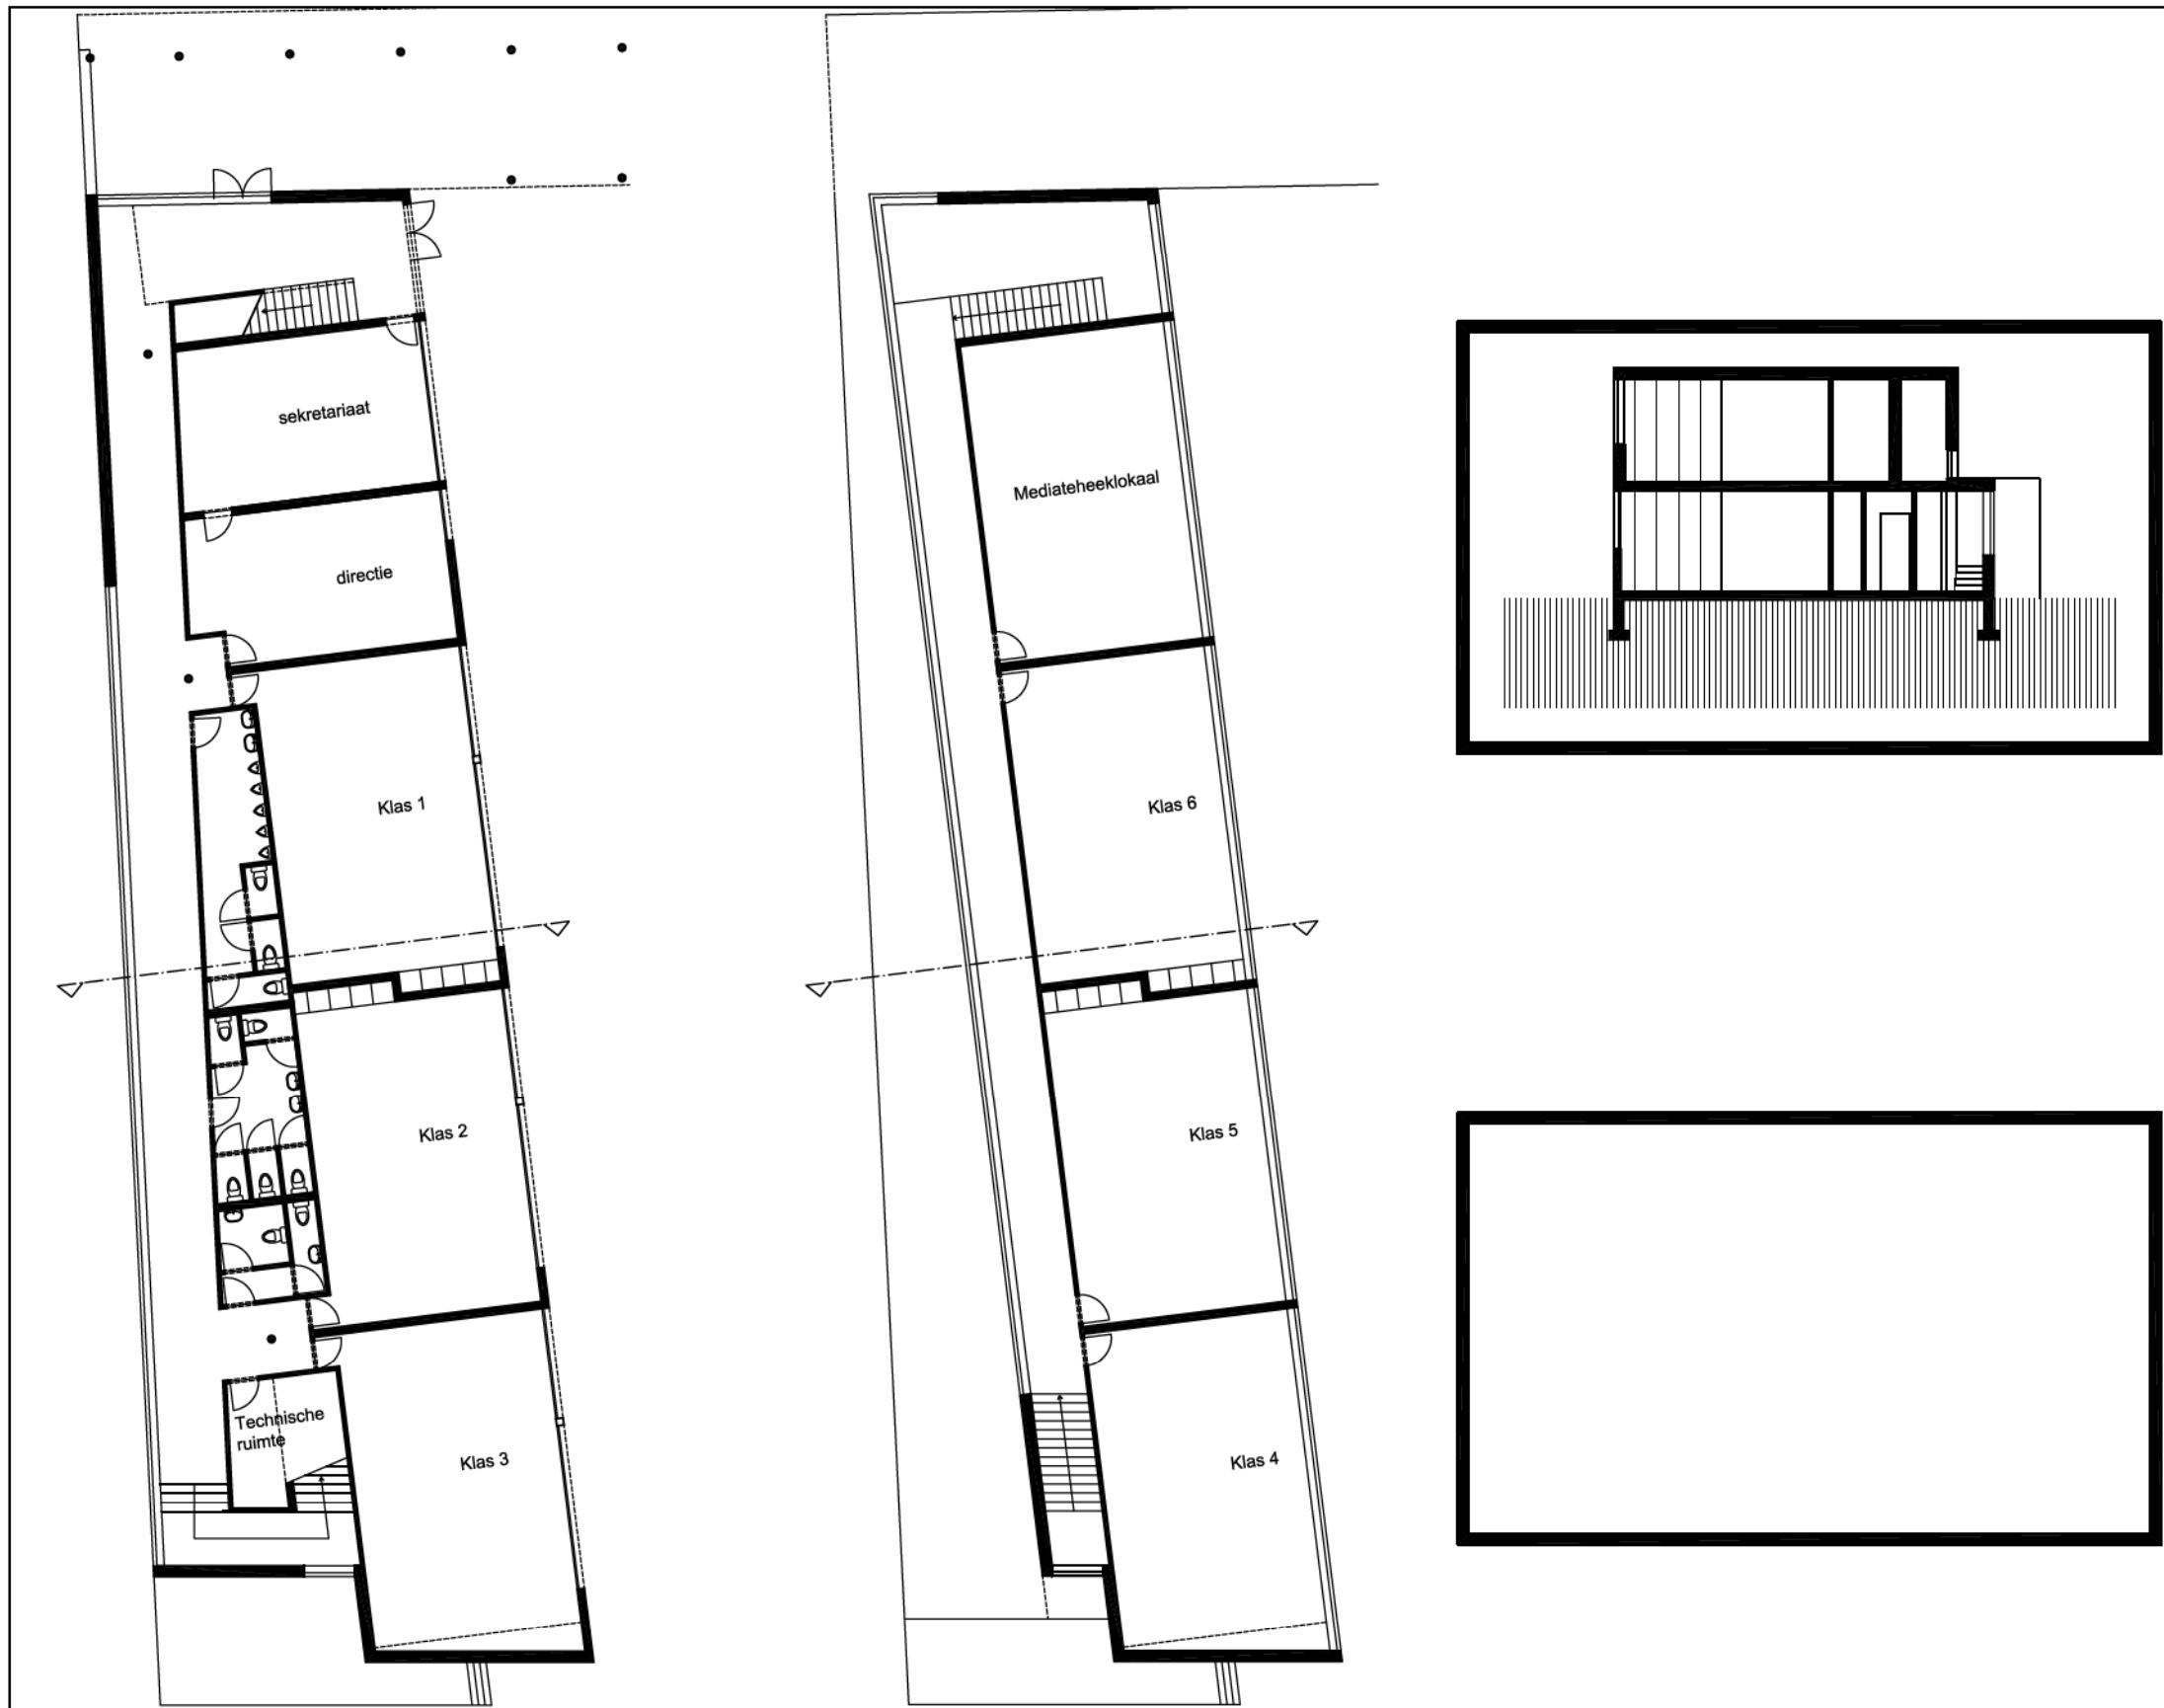 sekretariaat
directie
Klas 1
Klas 2
Technische
ruimte
Klas 3
Mediateheeklokaal
Klas 6
Klas 5
Klas 4